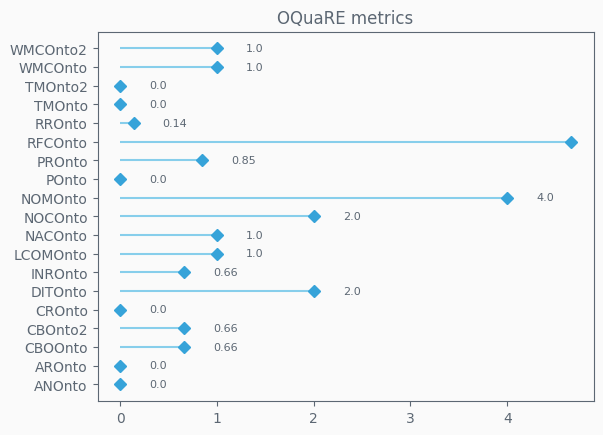 OQuaRE metrics
WMCOnto2 1.0
WMCOnto 1.0
TMOnto2 0.0
TMOnto 0.0
RROnto 0.14
RFCOnto
PROnto 0.85
POnto 0.0
NOMOnto 4.0
NOCOnto 2.0
NACOnto 1.0
LCOMOnto 1.0
INROnto 0.66
DITOnto 2.0
CROnto 0.0
CBOnto2 0.66
CBOOnto 0.66
AROnto 0.0
ANOnto 0.0
0 1 2 3 4